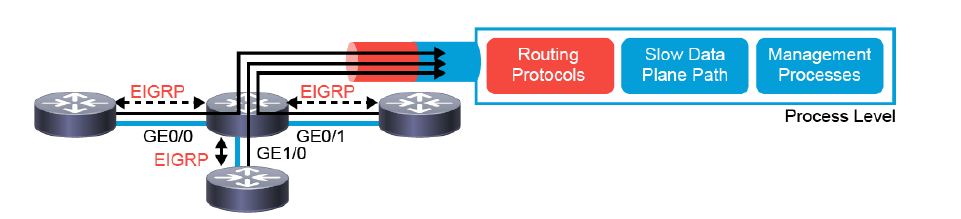 Routing
Protocols
Slow Data
Plane Path
Management
Processes
Process Level
EIGRP
EIGRP
GE0/0
GE0/1
EIGRP
GE1/0